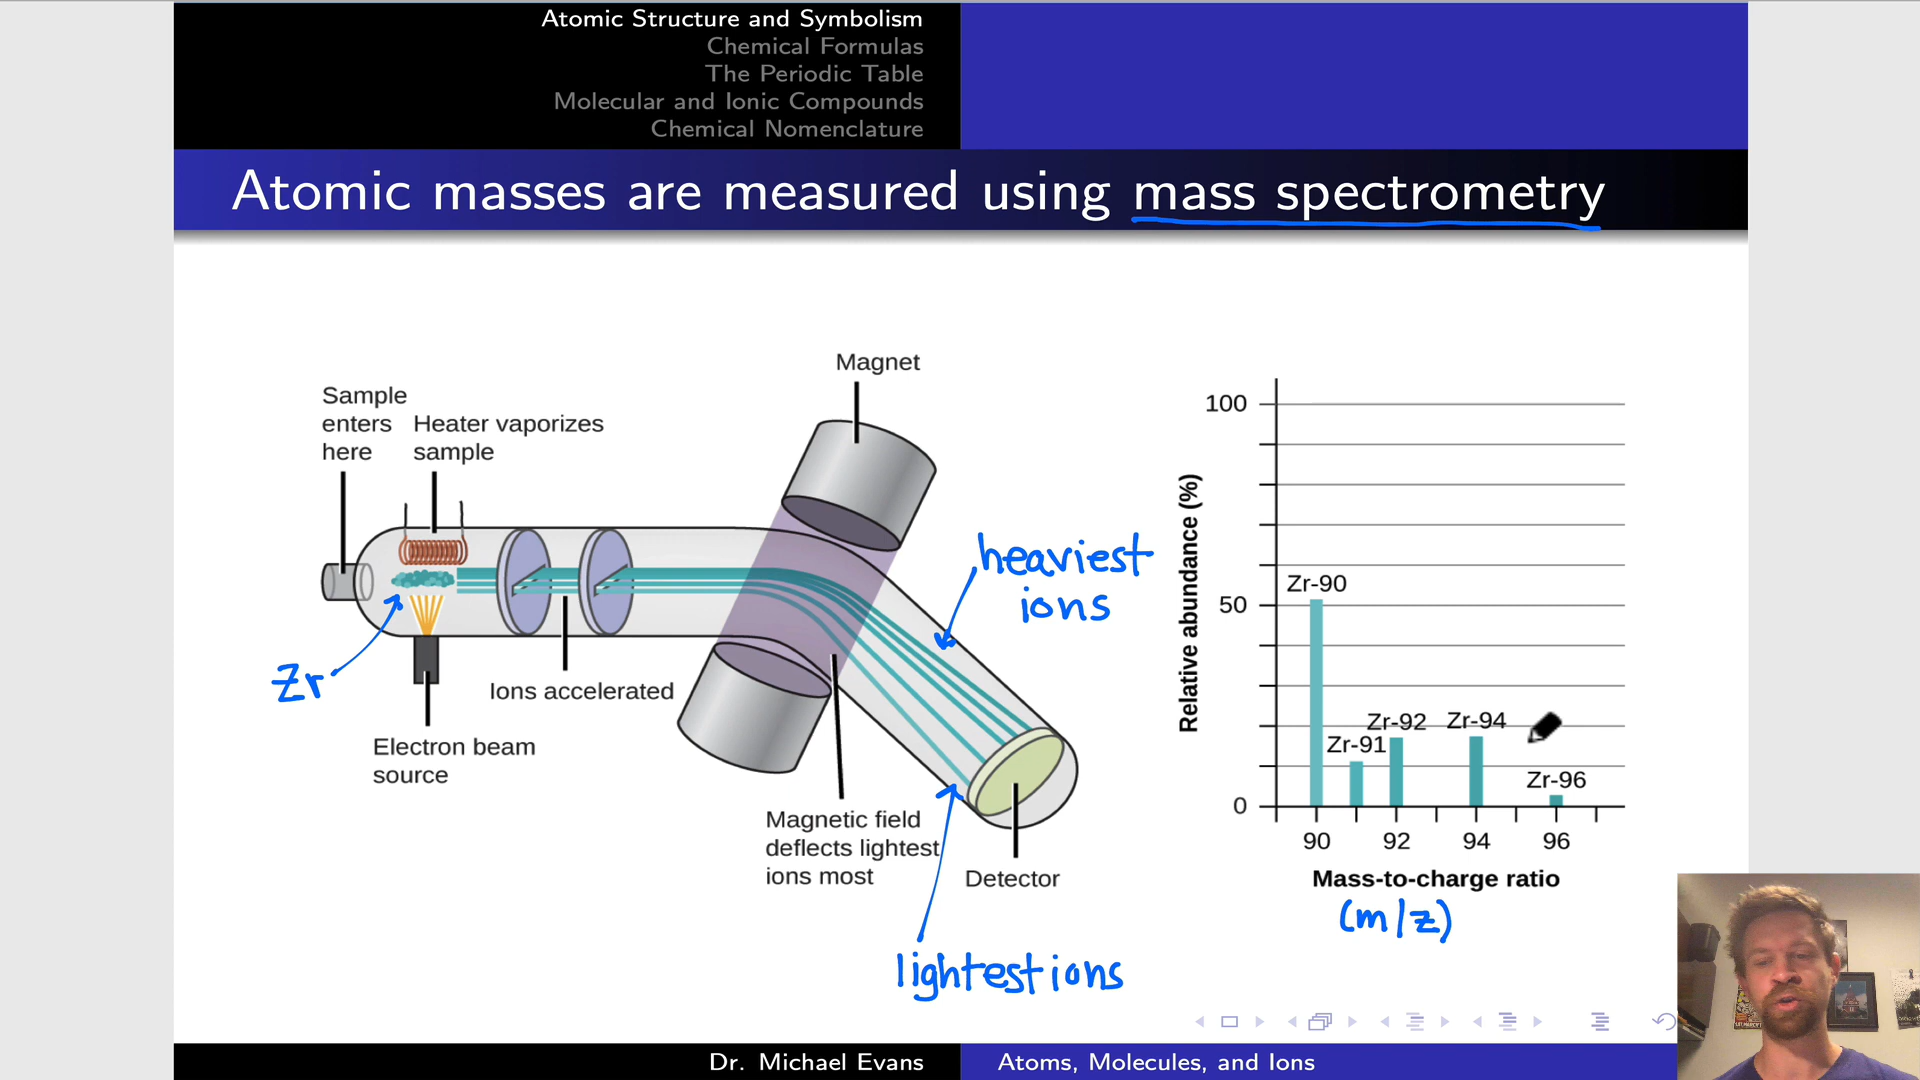 Atomic Structure and Symbolism
Chemical Formulas
The Periodic Table
Molecular and Ionic Compounds
Chemical Nomenclature
Atomic masses are measured using mass spectrometry
Sample
enters
here
Heater vaporizes
sample
Magnet
Zr
Electron beam
source
Ions accelerated
heaviest
ions
Magnetic field
deflects lightest
ions most
Detector
lightest ions
Relative abundance (%)
100
50
0
Zr-90
Zr-91
Zr-92
Zr-94
Zr-96
90
92
94
96
Mass-to-charge ratio
(m/z)
Dr. Michael Evans
Atoms, Molecules, and Ions